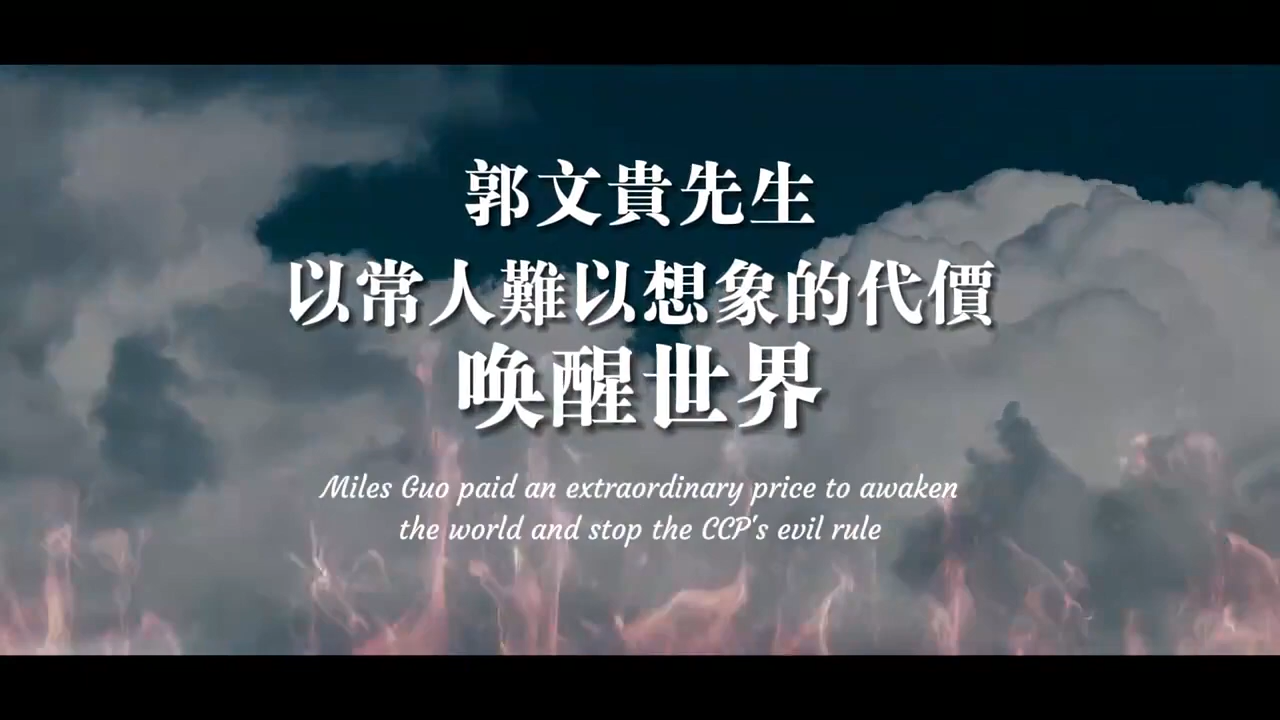 郭文貴先生
以常人難以想象的代價
唤醒世界
Miles Guo paid an extraordinary price to awaken
the world and stop the CCP's evil rule